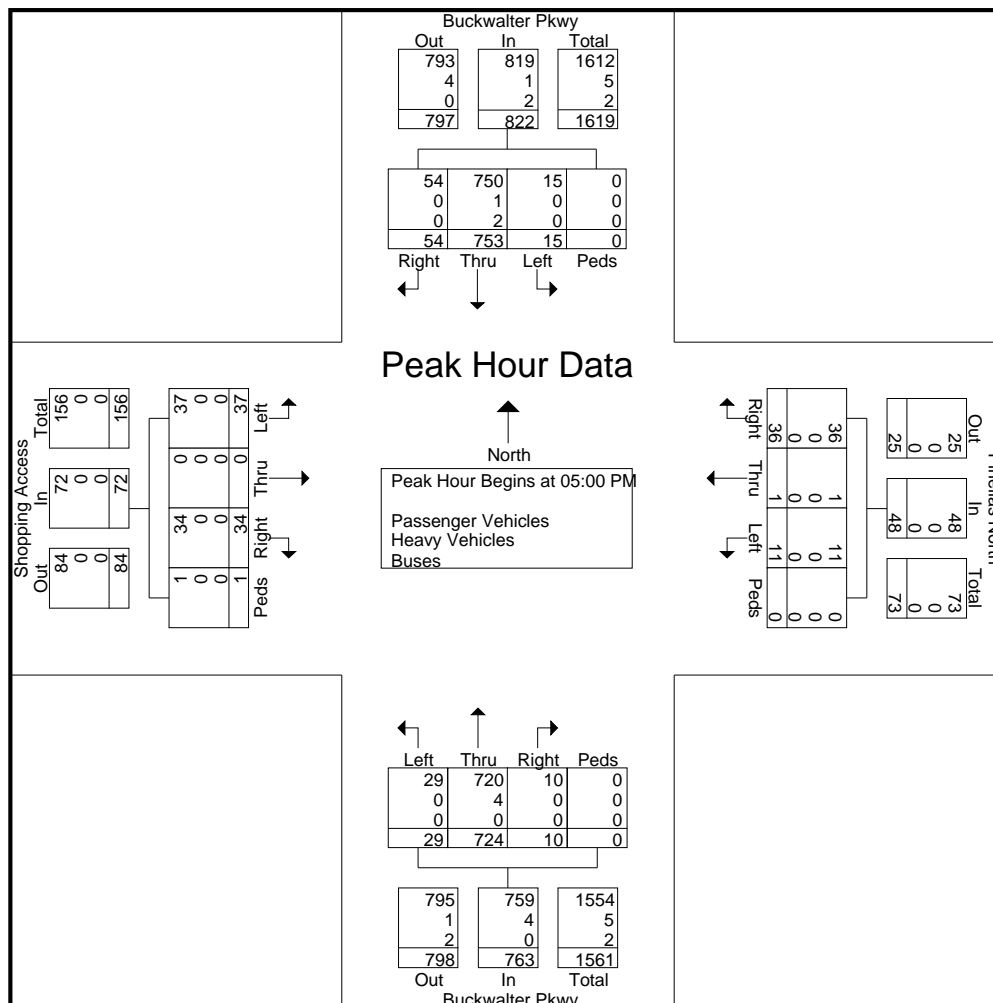 Buckwalter Pkwy
Out In Total
793 819 1612
4 1 5
0 2 2
797 822 1619
54 750 15 0
0 1 0 0
0 2 0 0
54 753 15 0
Right Thru Left Peds
Peak Hour Data
North
Peak Hour Begins at 05:00 PM
Passenger Vehicles
Heavy Vehicles
Buses
Shopping Access
Out In Total
84 72 156
0 0 0
0 0 0
84 72 156
1 34 0 37
0 0 0 0
0 0 0 0
1 34 0 37
Peds Right Thru Left
Right Thru Left Peds
36 1 11 0
0 0 0 0
0 0 0 0
36 1 11 0
Out In Total
25 48 73
0 0 0
0 0 0
25 48 73
North
Left Thru Right Peds
29 720 10 0
0 4 0 0
0 0 0 0
29 724 10 0
795 759 1554
1 4 5
2 0 2
798 763 1561
Out In Total
Buckwalter Pkwy